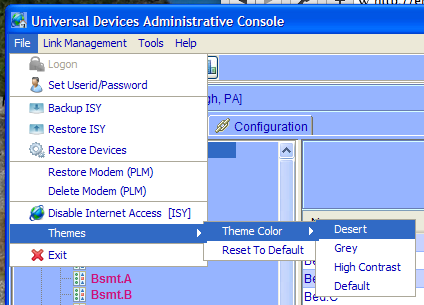 Universal Devices Administrative Console
File Link Management Tools Help
Logon
Set Userid/Password
Backup ISY
Restore ISY
Restore Devices
Restore Modem (PLM)
Delete Modem (PLM)
Disable Internet Access [ISY]
Themes
Exit
gh, PA]
Configuration
Theme Color
Reset To Default
Desert
Grey
High Contrast
Default
Bsmt.A
Bsmt.B